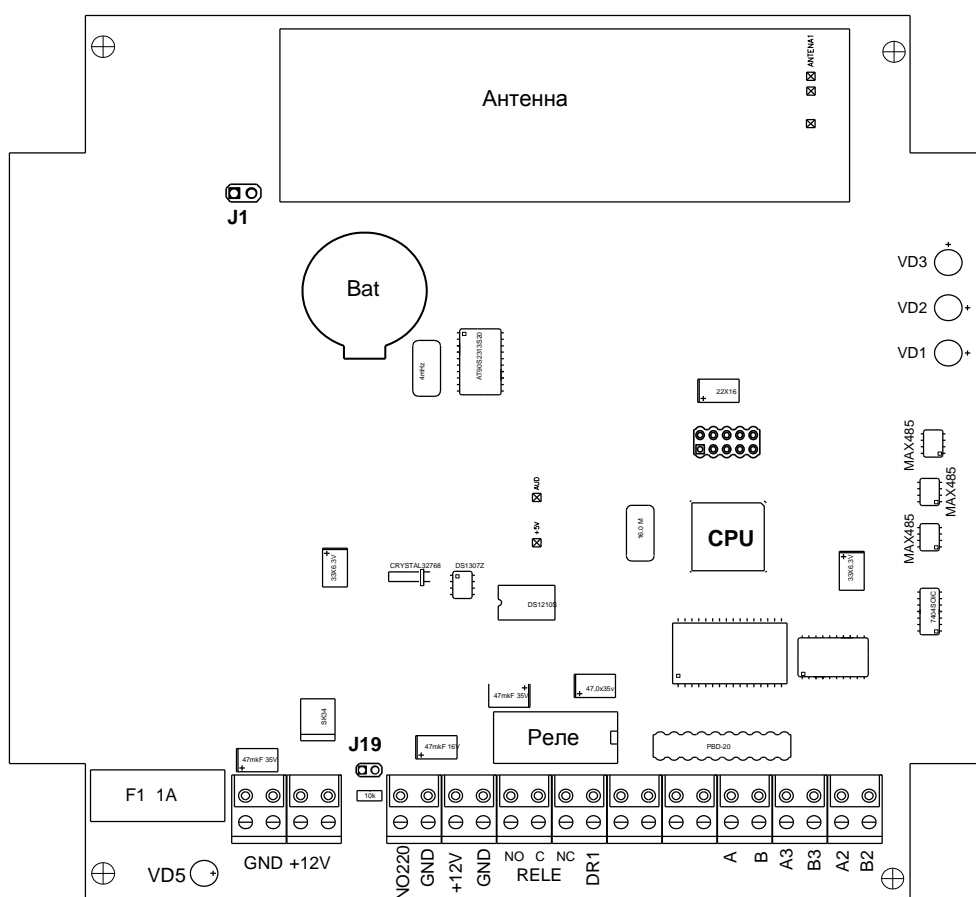 ANTENA1
Антенна
J1
Bat
VD3
VD2
VD1
4mHz
AT90S2313S20
22X16
MAX485
MAX485
MAX485
AUD
+5V
16.0 M
CPU
33X6.3V
CRYSTAL32768
DS1307Z
DS1210S
33X6.3V
7404SOIC
47mkF 35V
47,0x35v
SK34
Реле
J19
47mkF 35V
47mkF 16V
PBD-20
F1 1A
10k
GND +12V
NO220
GND
+12V
GND
NO C NC
RELE
DR1
A
B
A3
B3
A2
B2
VD5